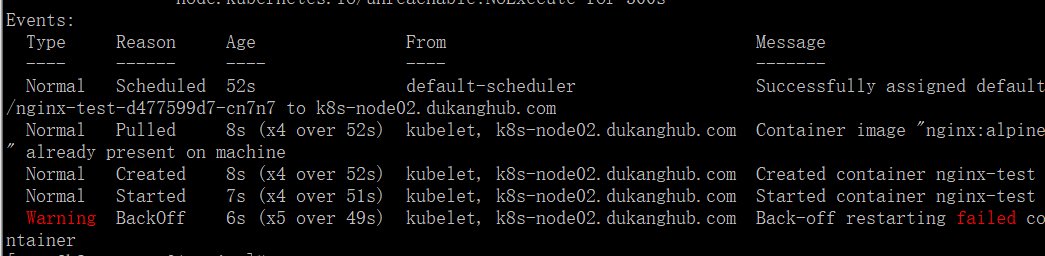 node.kubernetes.io/unreachable:NoExecute for 300s
Events:
  Type     Reason     Age                From                              Message
  ----     ------     ----               ----                              -------
  Normal   Scheduled  52s                default-scheduler                 Successfully assigned default
/nginx-test-d477599d7-cn7n7 to k8s-node02.dukanghub.com
  Normal   Pulled     8s (x4 over 52s)   kubelet, k8s-node02.dukanghub.com  Container image "nginx:alpine
" already present on machine
  Normal   Created    8s (x4 over 52s)   kubelet, k8s-node02.dukanghub.com  Created container nginx-test
  Normal   Started    7s (x4 over 51s)   kubelet, k8s-node02.dukanghub.com  Started container nginx-test
  Warning  BackOff    6s (x5 over 49s)   kubelet, k8s-node02.dukanghub.com  Back-off restarting failed co
ntainer